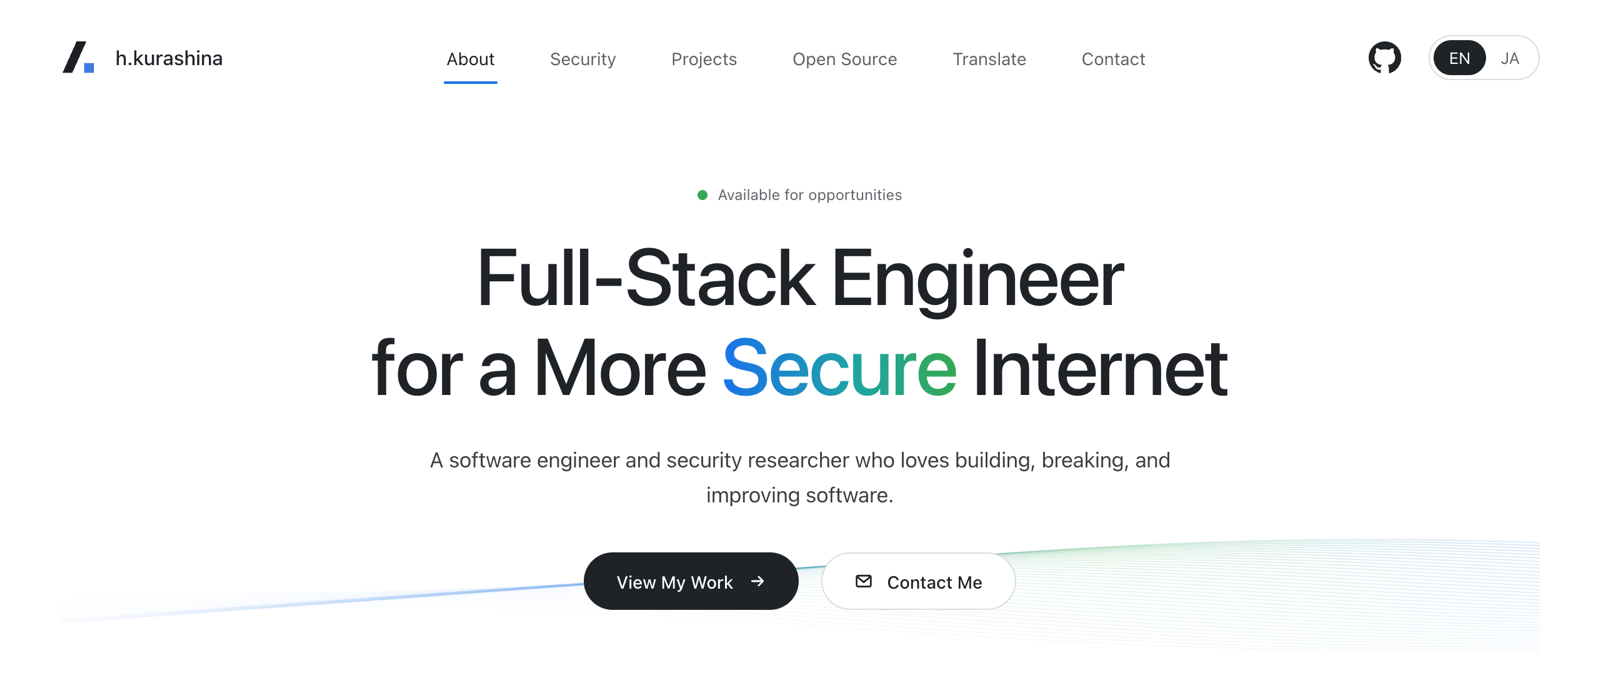 h.kurashina
About
Security
Projects
Open Source
Translate
Contact
EN
JA
Available for opportunities
Full-Stack Engineer
for a More Secure Internet
A software engineer and security researcher who loves building, breaking, and
improving software.
View My Work →
Contact Me